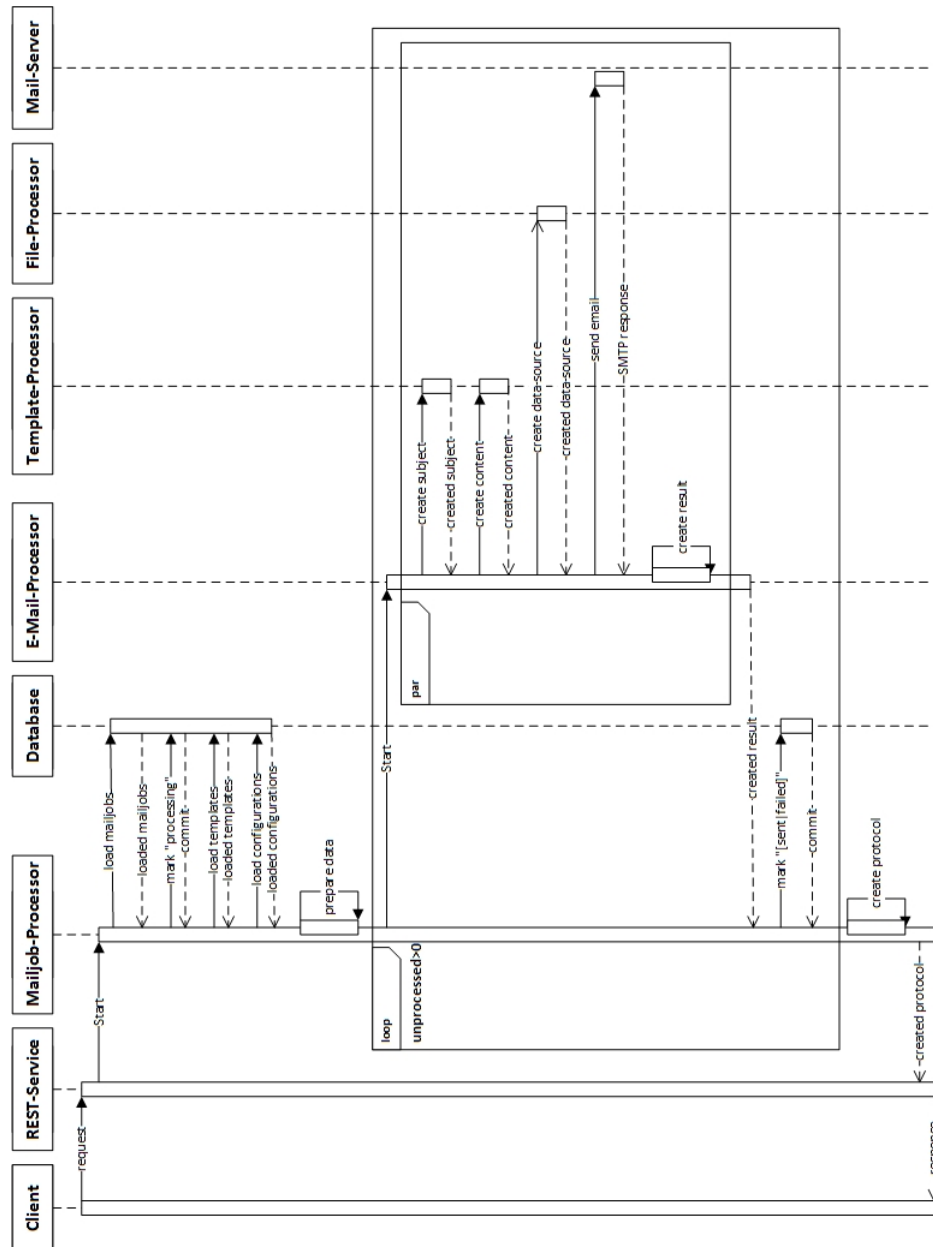 Client
REST-Service
Mailjob-Processor
Database
E-Mail-Processor
Template-Processor
File-Processor
Mail-Server
request
Start
load mailjobs
loaded mailjobs
mark "processing"
commit
load templates
loaded templates
load configurations
loaded configurations
prepare data
loop
unprocessed>0
Start
par
create subject
created subject
create content
created content
create data-source
created data-source
send email
SMTP response
create result
created result
mark "[sent|failed]"
commit
create protocol
created protocol